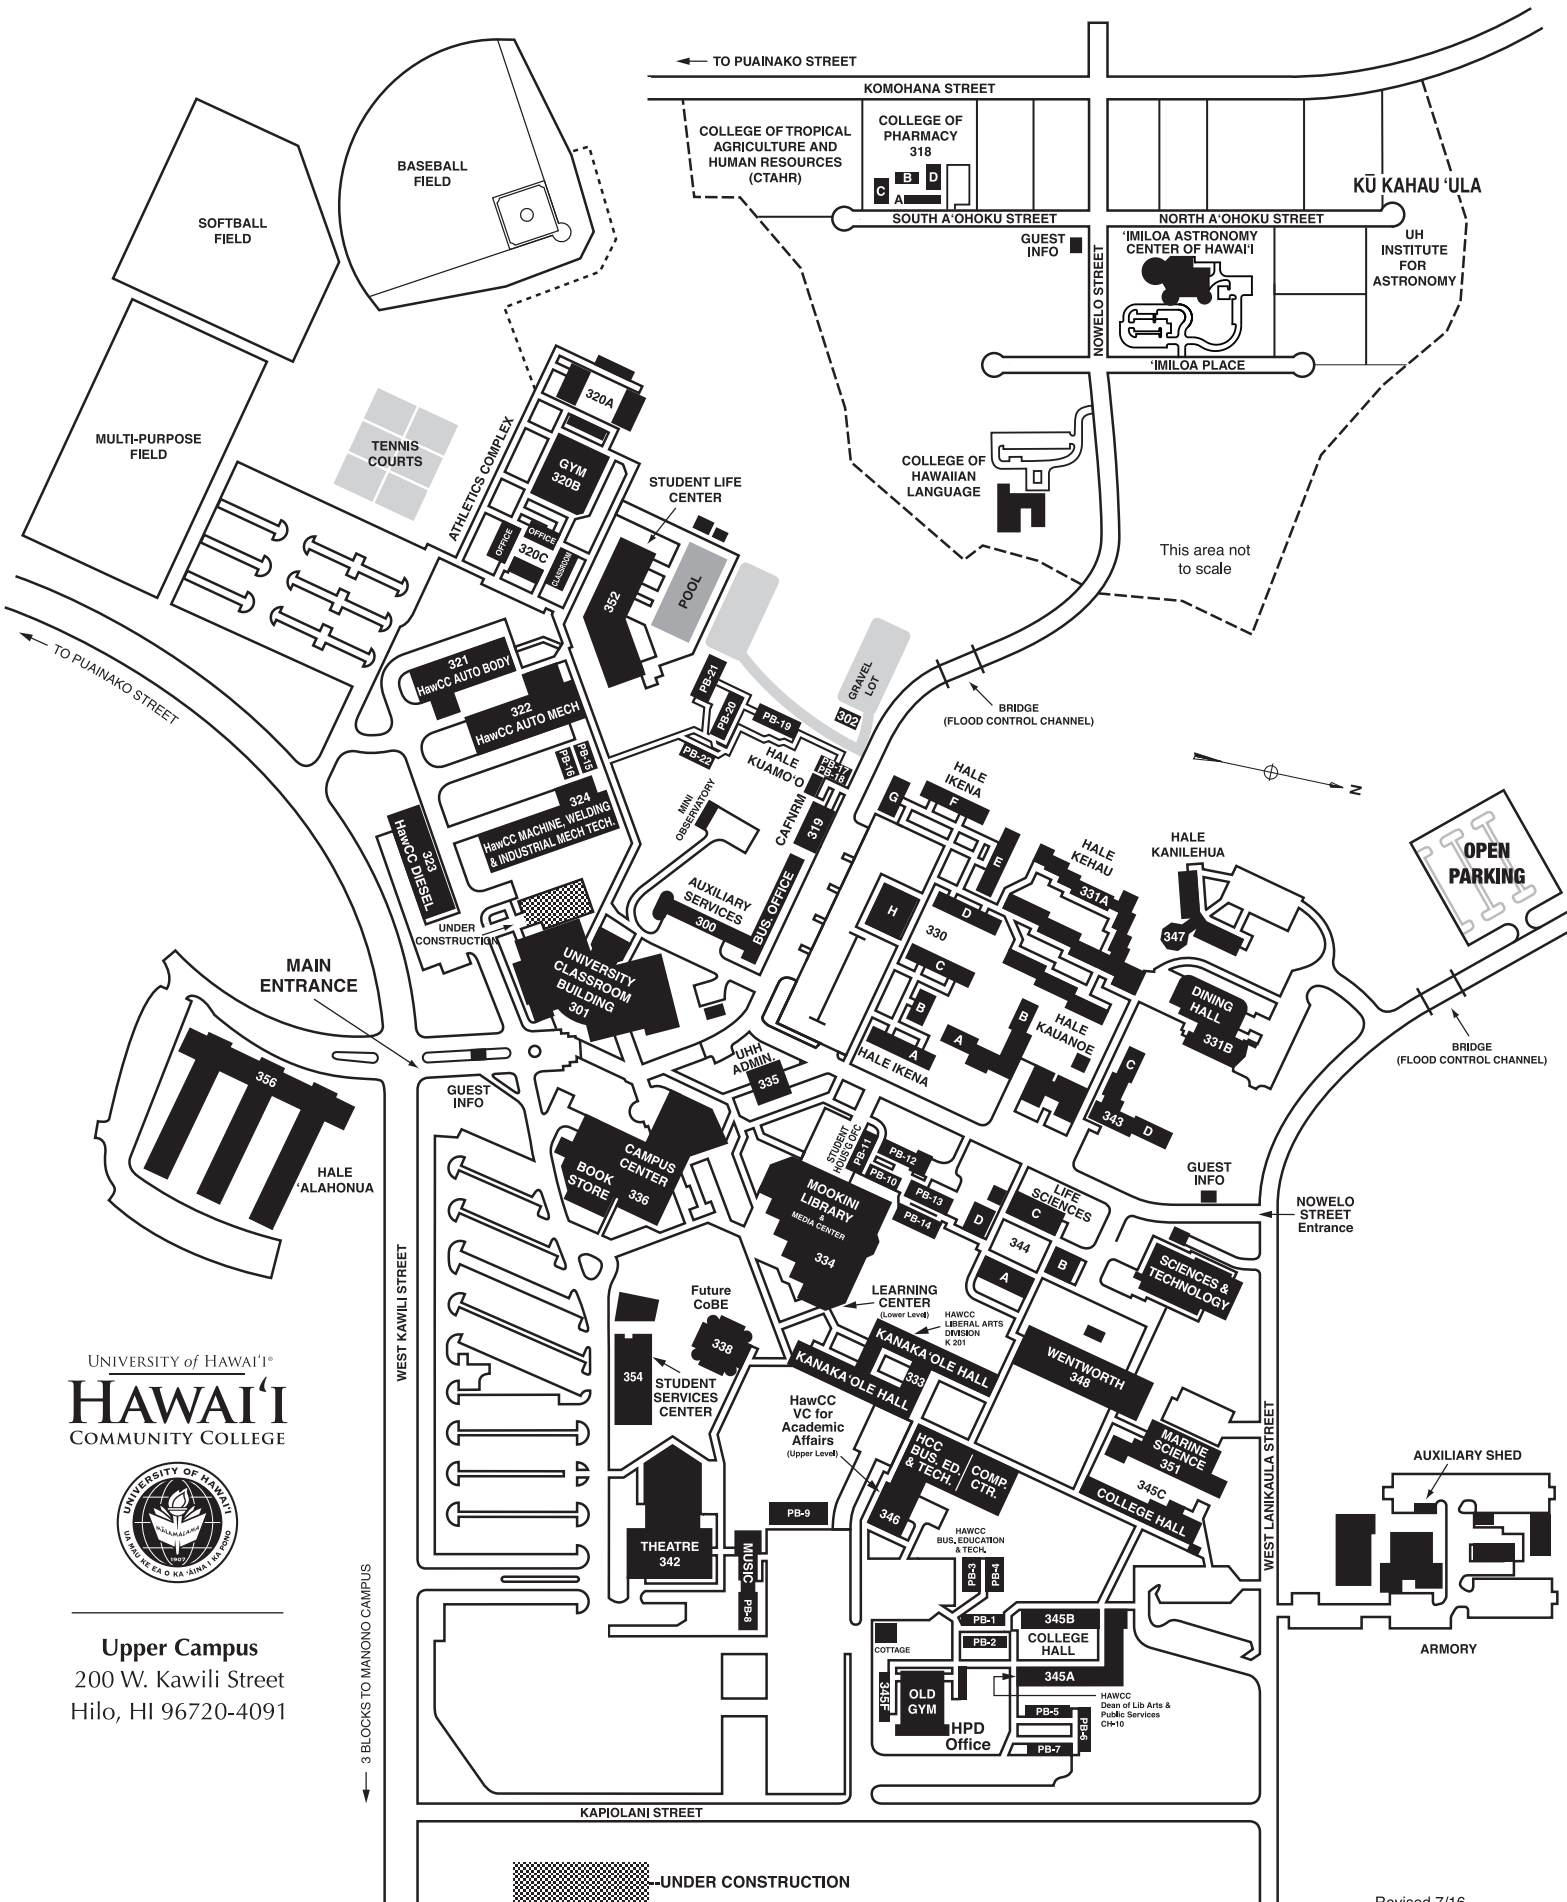 TO PUAINAKO STREET
KOMOHANA STREET
COLLEGE OF TROPICAL
AGRICULTURE AND
HUMAN RESOURCES
(CTAHR)
COLLEGE OF
PHARMACY
318
B
D
C
A
KŪ KAHAU ‘ULA
SOUTH A‘OHOKU STREET
NORTH A‘OHOKU STREET
GUEST
INFO
‘IMILOA ASTRONOMY
CENTER OF HAWAI‘I
UH
INSTITUTE
FOR
ASTRONOMY
NOWELO STREET
‘IMILOA PLACE
COLLEGE OF
HAWAIIAN
LANGUAGE
This area not
to scale
BASEBALL
FIELD
SOFTBALL
FIELD
MULTI-PURPOSE
FIELD
TENNIS
COURTS
ATHLETICS COMPLEX
320A
GYM
320B
OFFICE
OFFICE
320C
CLASSROOM
STUDENT LIFE
CENTER
352
POOL
TO PUAINAKO STREET
321
HawCC AUTO BODY
322
HawCC AUTO MECH
PB-16
PB-15
324
HawCC MACHINE, WELDING
& INDUSTRIAL MECH TECH.
323
HawCC DIESEL
UNDER
CONSTRUCTION
PB-21
PB-20
PB-19
PB-22
HALE
KUAMO‘O
PB-17
PB-18
GRAVEL
LOT
302
BRIDGE
(FLOOD CONTROL CHANNEL)
N
MINI
OBSERVATORY
CAFNRM
319
AUXILIARY
SERVICES
300
BUS. OFFICE
UNIVERSITY
CLASSROOM
BUILDING
301
MAIN
ENTRANCE
GUEST
INFO
356
HALE
‘ALAHONUA
HALE
IKENA
G
F
E
H
D
330
C
B
A
HALE IKENA
HALE
KEHAU
331A
HALE
KANILEHUA
347
DINING
HALL
331B
HALE
KAUANOE
B
A
C
343
D
OPEN
PARKING
BRIDGE
(FLOOD CONTROL CHANNEL)
UHH
ADMIN.
335
CAMPUS
CENTER
336
BOOK
STORE
STUDENT
HOUS'G OFC
PB-11
PB-12
PB-10
PB-13
PB-14
MOOKINI
LIBRARY
&
MEDIA CENTER
334
LIFE
SCIENCES
C
D
344
B
A
GUEST
INFO
NOWELO
STREET
Entrance
SCIENCES &
TECHNOLOGY
LEARNING
CENTER
(Lower Level)
HAWCC
LIBERAL ARTS
DIVISION
K 201
KANAKA‘OLE HALL
333
KANAKA‘OLE HALL
WENTWORTH
348
Future
CoBE
338
354
STUDENT
SERVICES
CENTER
HawCC
VC for
Academic
Affairs
(Upper Level)
HCC
BUS. ED.
& TECH.
COMP.
CTR.
346
MARINE
SCIENCE
351
345C
COLLEGE HALL
WEST KAWILI STREET
WEST LANIKAULA STREET
THEATRE
342
MUSIC
PB-8
PB-9
HAWCC
BUS. EDUCATION
& TECH.
PB-3
PB-4
PB-1
PB-2
345B
COLLEGE
HALL
345A
COTTAGE
345F
OLD
GYM
HPD
Office
HAWCC
Dean of Lib Arts &
Public Services
CH-10
PB-5
PB-6
PB-7
AUXILIARY SHED
ARMORY
UNIVERSITY of HAWAI‘I®
HAWAI‘I
COMMUNITY COLLEGE
UNIVERSITY OF HAWAI‘I
MĀLAMALAMA
1907
UA MAU KE EA O KA ‘ĀINA I KA PONO
Upper Campus
200 W. Kawili Street
Hilo, HI 96720-4091
3 BLOCKS TO MANONO CAMPUS
KAPIOLANI STREET
--UNDER CONSTRUCTION
Revised 7/16